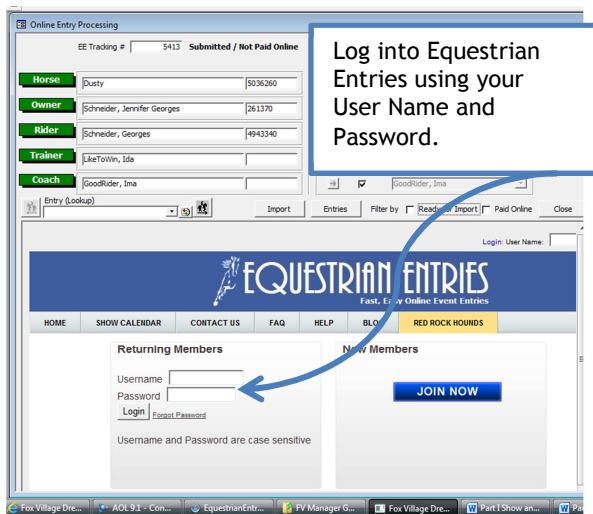 Online Entry Processing
EE Tracking # 5413 Submitted / Not Paid Online
Log into Equestrian
Entries using your
User Name and
Password.
Horse Dusty 5036260
Owner Schneider, Jennifer Georges 261370
Rider Schneider, Georges 4943340
Trainer LikeToWin, Ida
Coach GoodRider, Ima GoodRider, Ima
Entry (Lookup) Import Entries Filter by Import Paid Online Close
Login: User Name:
EQUESTRIAN ENTRIES
Fast, Easy Online Event Entries
HOME SHOW CALENDAR CONTACT US FAQ HELP RED ROCK HOUNDS
Returning Members New Members
Username
Password
Login Forgot Password
JOIN NOW
Username and Password are case sensitive
Fox Village Dre... AOL 9.1 - Con... EquestrianEntr... FV Manager G... Fox Village Dre... Part I Show an... Pa